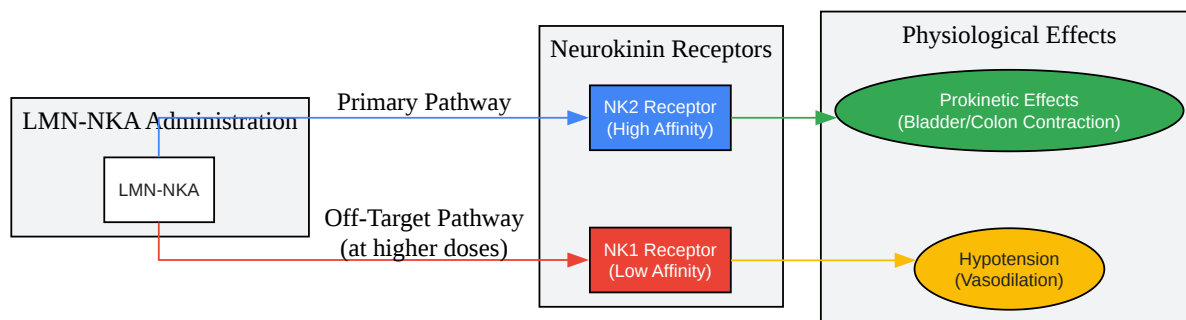 LMN-NKA Administration
LMN-NKA
Primary Pathway
Off-Target Pathway
(at higher doses)
Neurokinin Receptors
NK2 Receptor
(High Affinity)
NK1 Receptor
(Low Affinity)
Physiological Effects
Prokinetic Effects
(Bladder/Colon Contraction)
Hypotension
(Vasodilation)